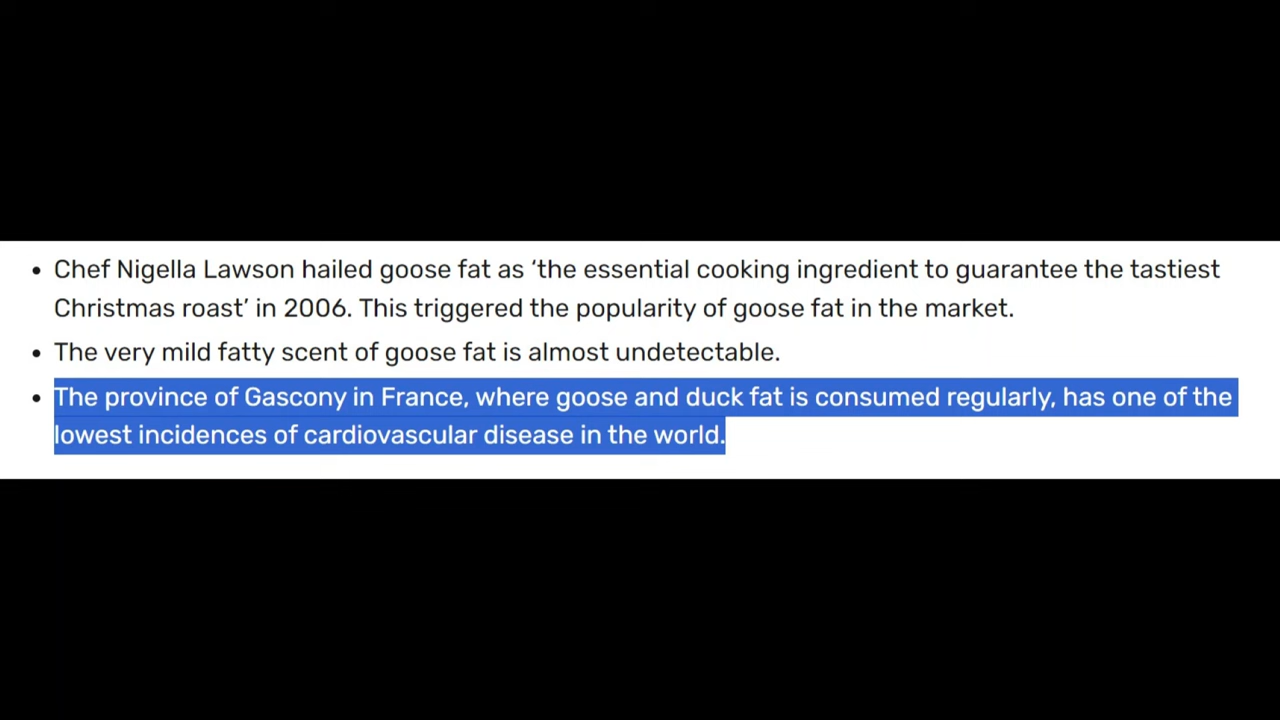 • Chef Nigella Lawson hailed goose fat as ‘the essential cooking ingredient to guarantee the tastiest
Christmas roast’ in 2006. This triggered the popularity of goose fat in the market.
• The very mild fatty scent of goose fat is almost undetectable.
• The province of Gascony in France, where goose and duck fat is consumed regularly, has one of the
lowest incidences of cardiovascular disease in the world.